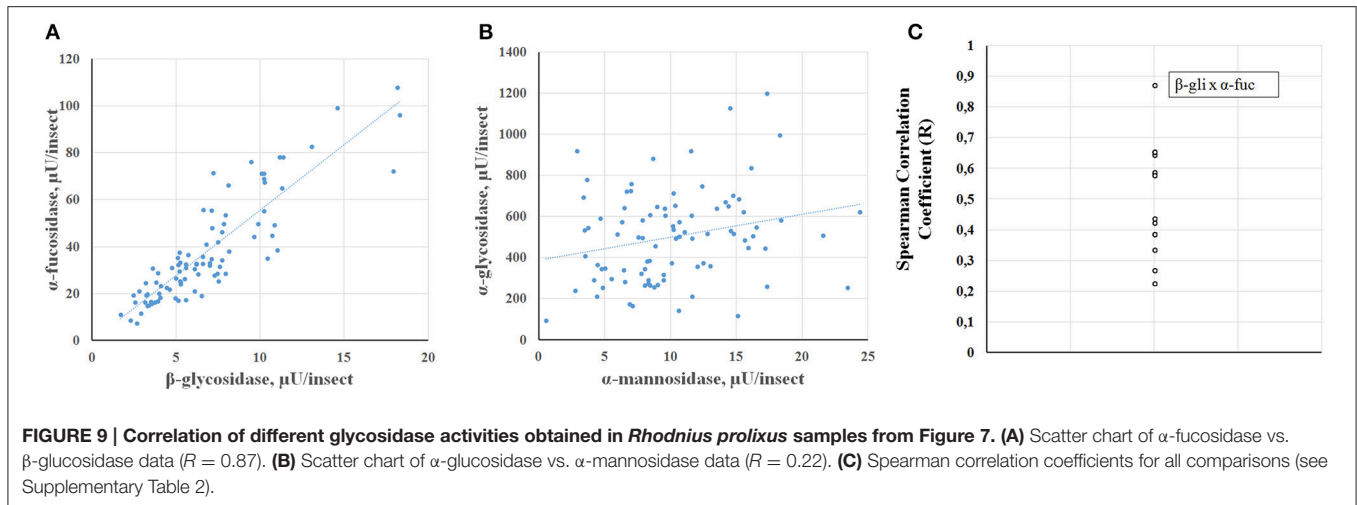 A
α-fucosidase, μU/insect
120
100
80
60
40
20
0
0 5 10 15 20
β-glycosidase, μU/insect
B
α-glycosidase, μU/insect
1400
1200
1000
800
600
400
200
0
0 5 10 15 20 25
α-mannosidase, μU/insect
C
Spearman Correlation
Coefficient (R)
1
0,9
0,8
0,7
0,6
0,5
0,4
0,3
0,2
0,1
0
β-gli x α-fuc
FIGURE 9 | Correlation of different glycosidase activities obtained in Rhodnius prolixus samples from Figure 7. (A) Scatter chart of α-fucosidase vs.
β-glucosidase data (R = 0.87). (B) Scatter chart of α-glucosidase vs. α-mannosidase data (R = 0.22). (C) Spearman correlation coefficients for all comparisons (see
Supplementary Table 2).